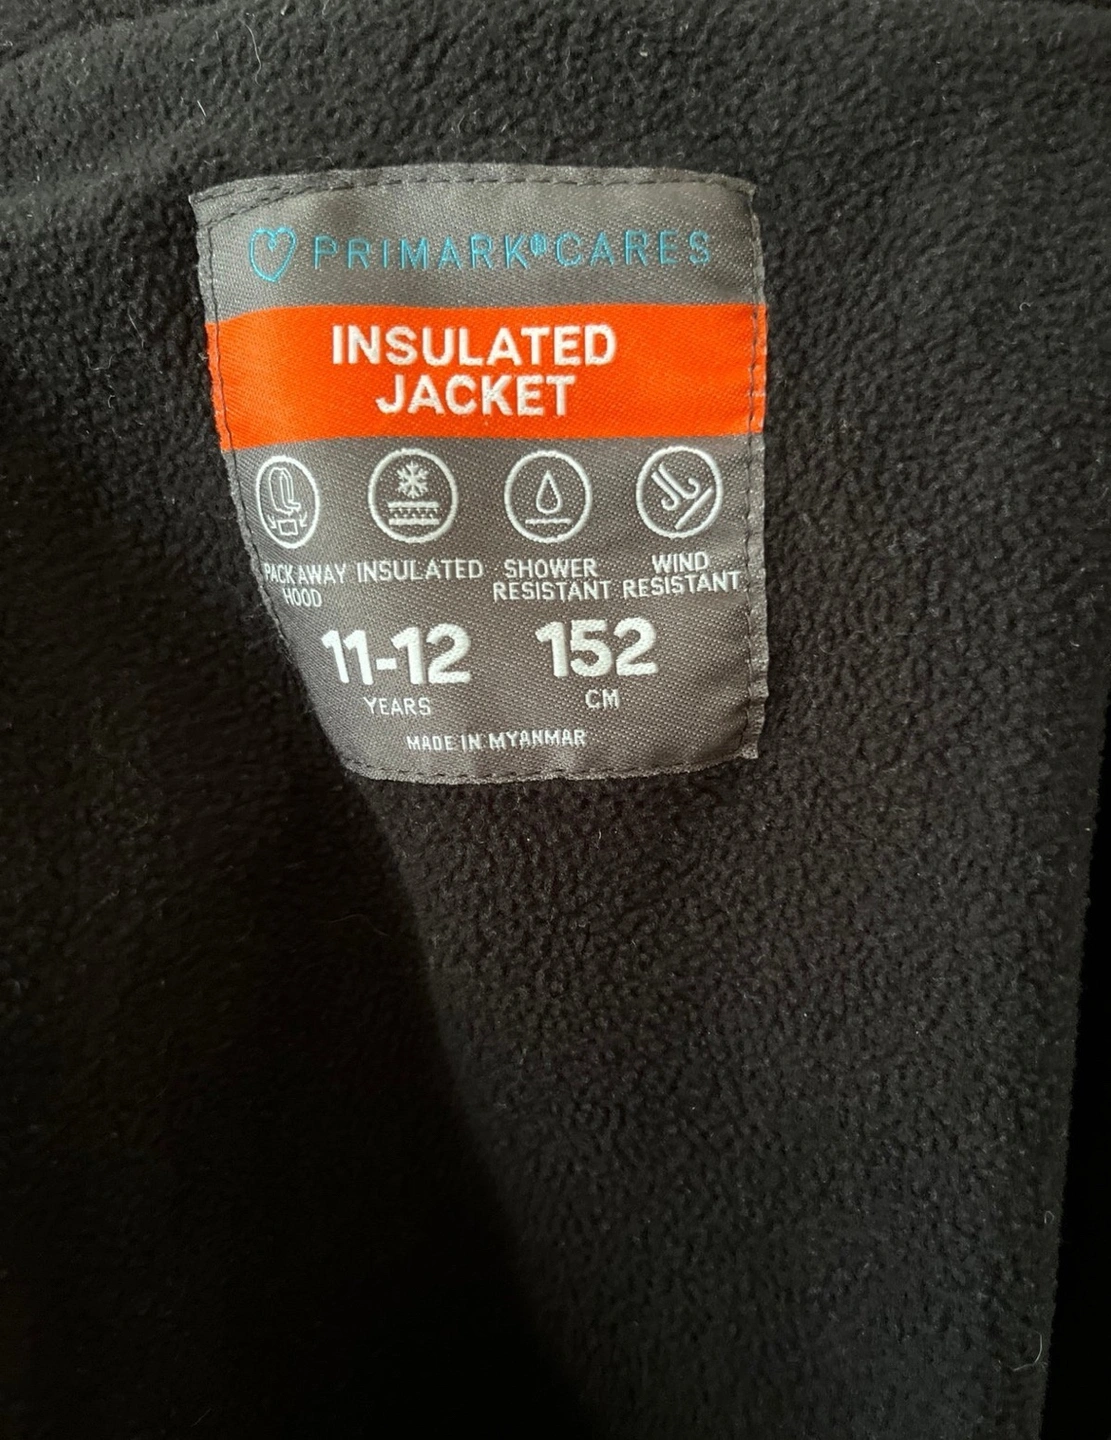 PRIMARK®CARES
INSULATED
JACKET
PACK AWAY
HOOD
INSULATED
SHOWER
RESISTANT
WIND
RESISTANT
11-12
YEARS
152
CM
MADE IN MYANMAR